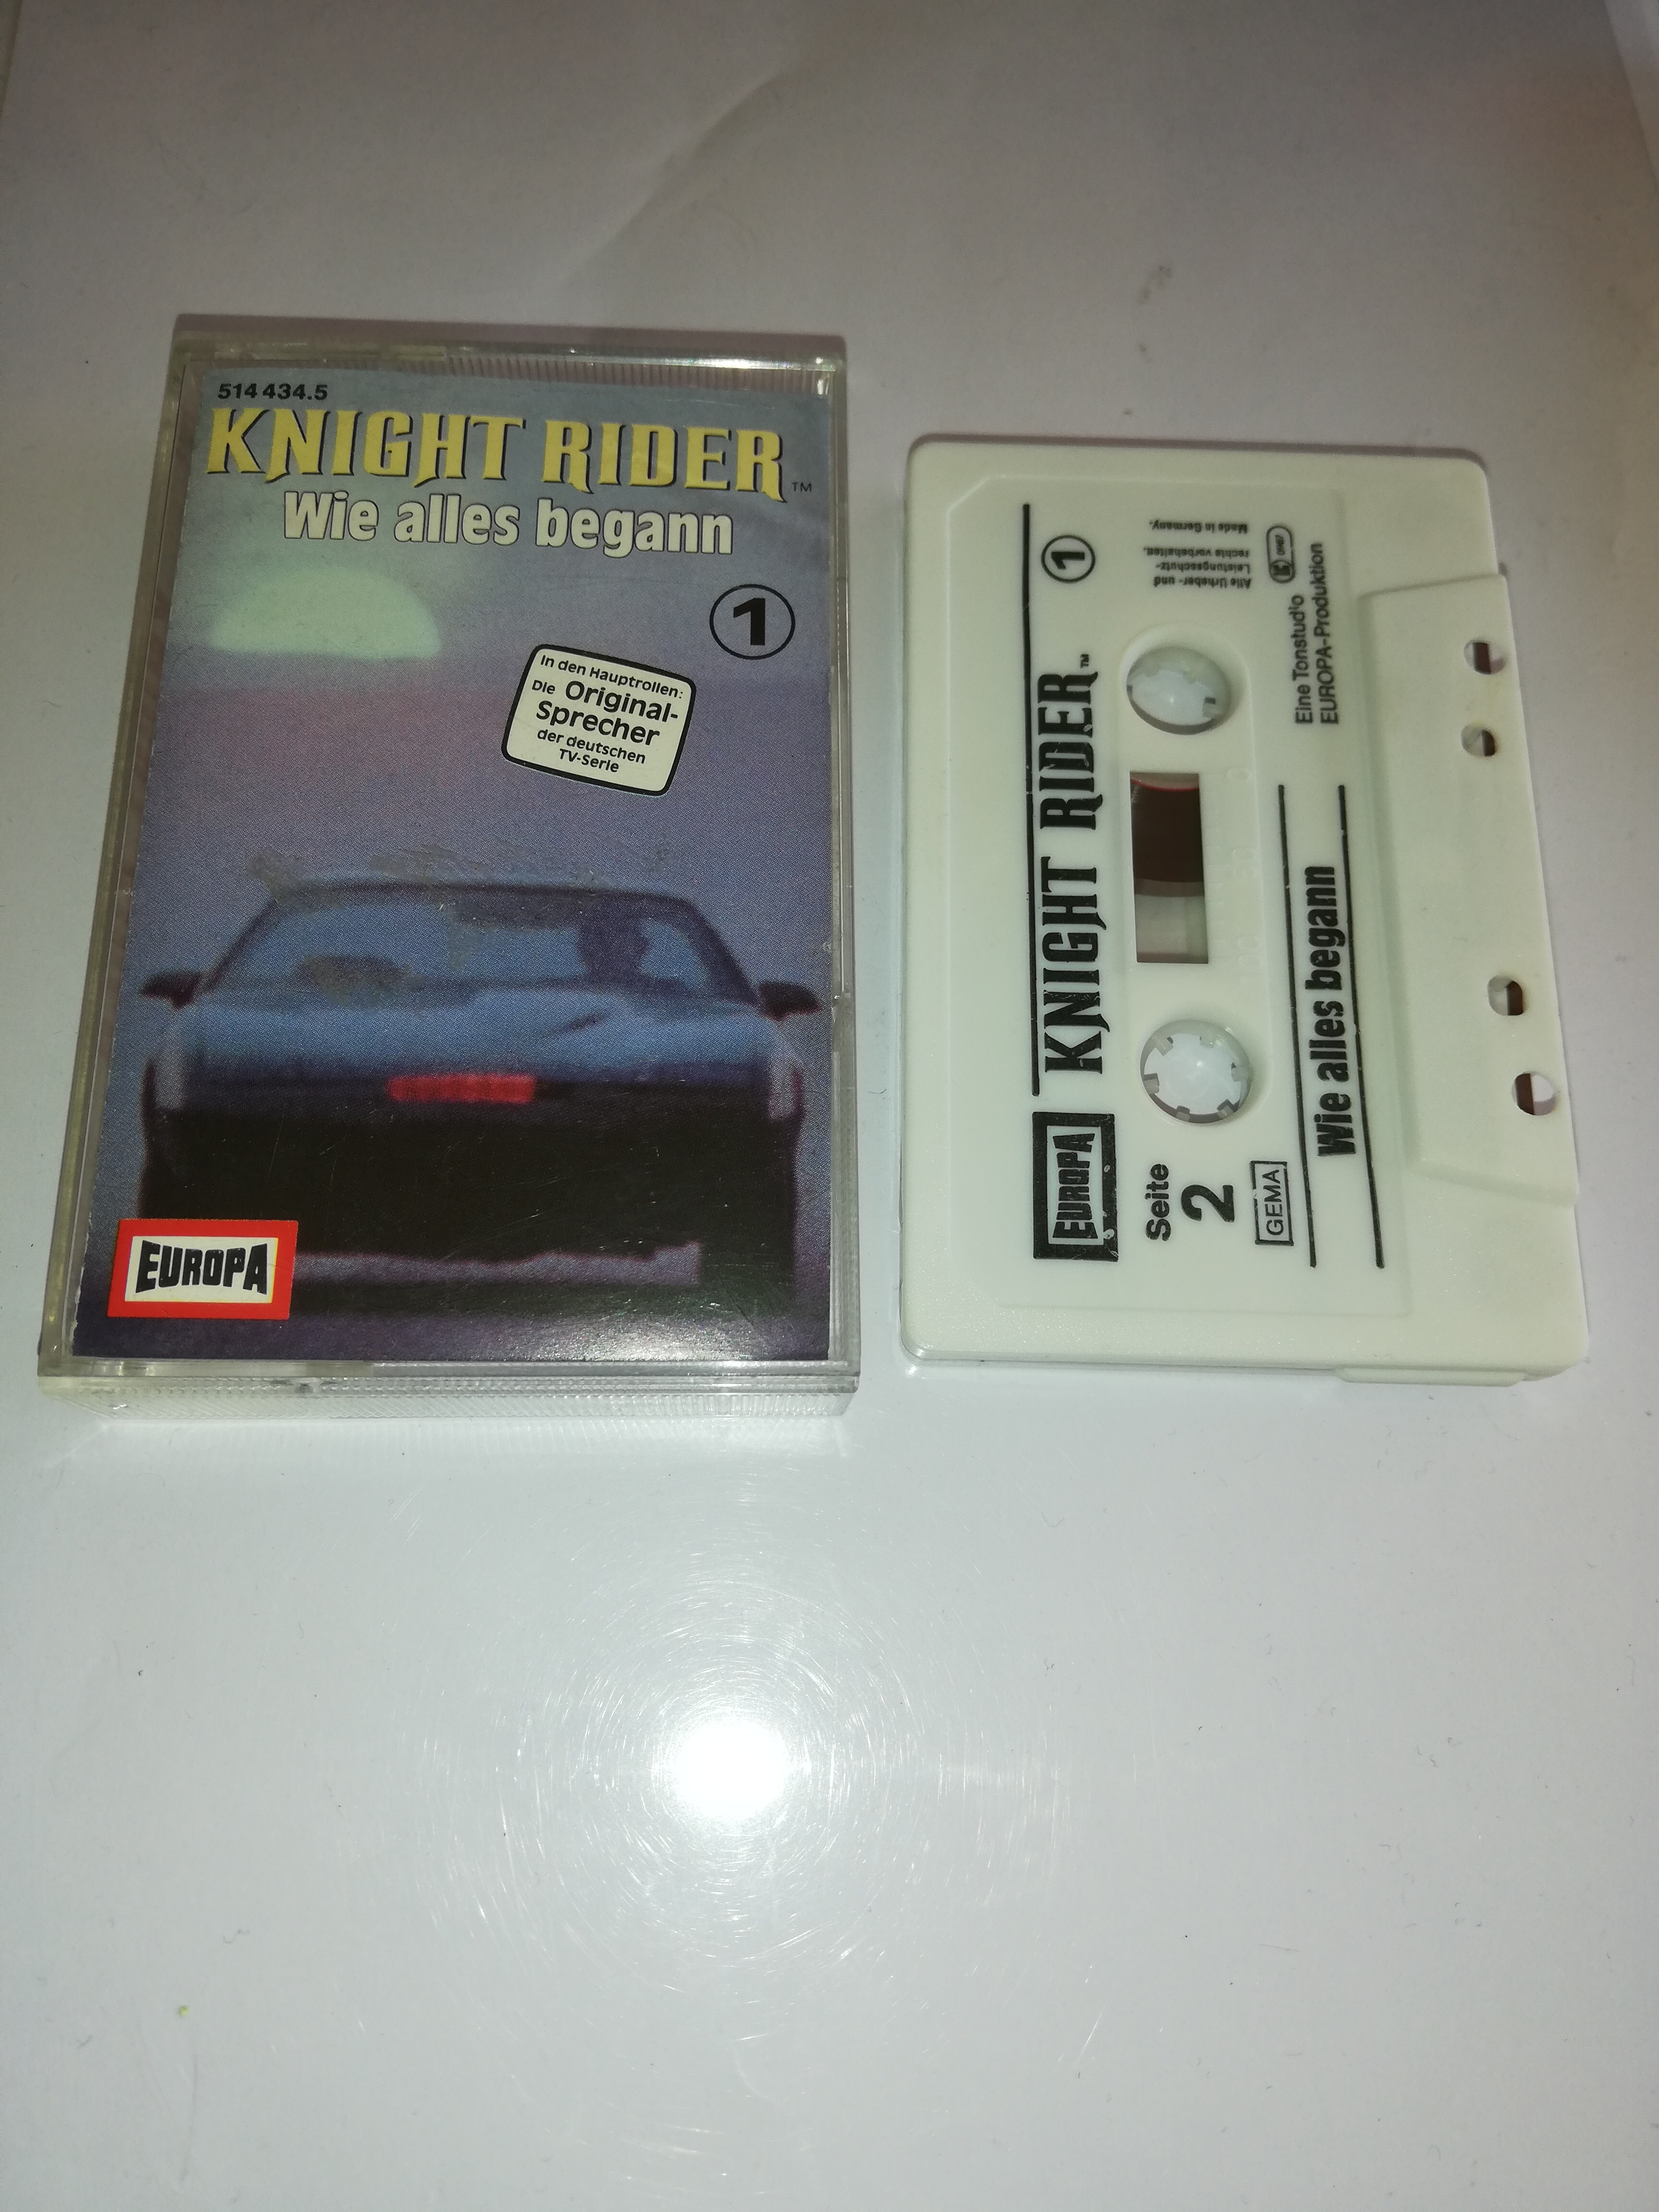 514 434.5
KNIGHT RIDER™
Wie alles begann
1
In den Hauptrollen:
Die Original-
Sprecher
der deutschen
TV-Serie
EUROPA
EUROPA KNIGHT RIDER™ 1
Seite
2
GEMA
Alle Urheber- und
Leistungsschutz-
rechte vorbehalten.
Made in Germany.
Wie alles begann
Eine Tonstudio
EUROPA-Produktion